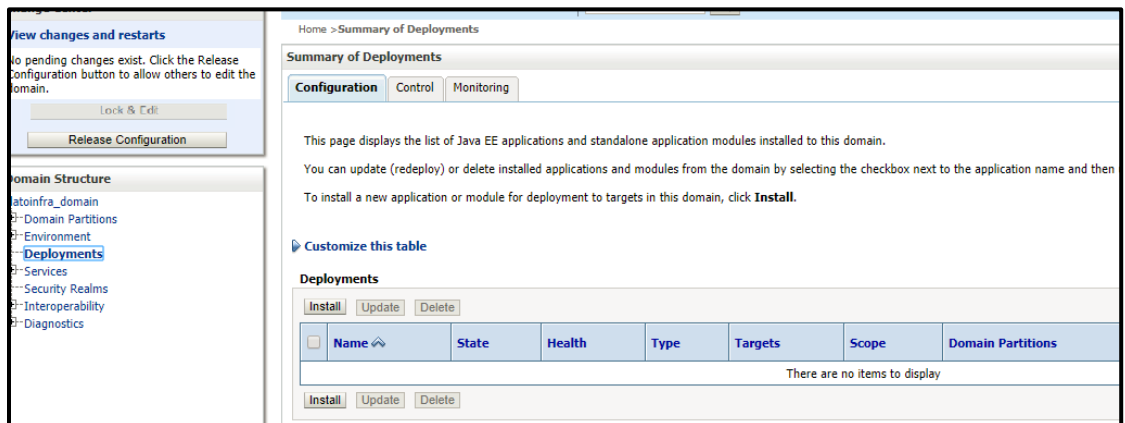 View changes and restarts
No pending changes exist. Click the Release
Configuration button to allow others to edit the
domain.
Lock & Edit
Release Configuration
Domain Structure
latoinfra_domain
Domain Partitions
Environment
Deployments
Services
Security Realms
Interoperability
Diagnostics
Home >Summary of Deployments
Summary of Deployments
Configuration Control Monitoring
This page displays the list of Java EE applications and standalone application modules installed to this domain.
You can update (redeploy) or delete installed applications and modules from the domain by selecting the checkbox next to the application name and then
To install a new application or module for deployment to targets in this domain, click Install.
Customize this table
Deployments
Install Update Delete
Name State Health Type Targets Scope Domain Partitions
There are no items to display
Install Update Delete